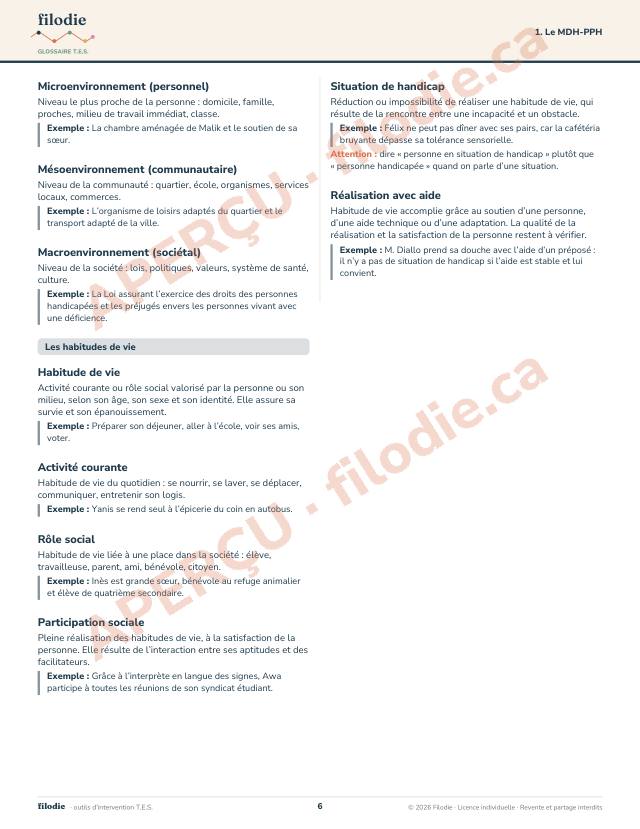 filodie
GLOSSAIRE T.E.S.
1. Le MDH-PPH
Microenvironnement (personnel)
Niveau le plus proche de la personne : domicile, famille,
proches, milieu de travail immédiat, classe.
Exemple : La chambre aménagée de Malik et le soutien de sa
sœur.
Mésoenvironnement (communautaire)
Niveau de la communauté : quartier, école, organismes, services
locaux, commerces.
Exemple : L’organisme de loisirs adaptés du quartier et le
transport adapté de la ville.
Macroenvironnement (sociétal)
Niveau de la société : lois, politiques, valeurs, système de santé,
culture.
Exemple : La Loi assurant l’exercice des droits des personnes
handicapées et les préjugés envers les personnes vivant avec
une déficience.
Les habitudes de vie
Habitude de vie
Activité courante ou rôle social valorisé par la personne ou son
milieu, selon son âge, son sexe et son identité. Elle assure sa
survie et son épanouissement.
Exemple : Préparer son déjeuner, aller à l’école, voir ses amis,
voter.
Activité courante
Habitude de vie du quotidien : se nourrir, se laver, se déplacer,
communiquer, entretenir son logis.
Exemple : Yanis se rend seul à l’épicerie du coin en autobus.
Rôle social
Habitude de vie liée à une place dans la société : élève,
travailleuse, parent, ami, bénévole, citoyen.
Exemple : Inès est grande sœur, bénévole au refuge animalier
et élève de quatrième secondaire.
Participation sociale
Pleine réalisation des habitudes de vie, à la satisfaction de la
personne. Elle résulte de l’interaction entre ses aptitudes et des
facilitateurs.
Exemple : Grâce à l’interprète en langue des signes, Awa
participe à toutes les réunions de son syndicat étudiant.
Situation de handicap
Réduction ou impossibilité de réaliser une habitude de vie, qui
résulte de la rencontre entre une incapacité et un obstacle.
Exemple : Félix ne peut pas dîner avec ses pairs, car la cafétéria
bruyante dépasse sa tolérance sensorielle.
Attention : dire « personne en situation de handicap » plutôt que
« personne handicapée » quand on parle d’une situation.
Réalisation avec aide
Habitude de vie accomplie grâce au soutien d’une personne,
d’une aide technique ou d’une adaptation. La qualité de la
réalisation et la satisfaction de la personne restent à vérifier.
Exemple : M. Diallo prend sa douche avec l’aide d’un préposé :
il n’y a pas de situation de handicap si l’aide est stable et lui
convient.
APERÇU · filodie.ca
APERÇU · filodie.ca
filodie · outils d’intervention T.E.S.
6
© 2026 Filodie · Licence individuelle · Revente et partage interdits